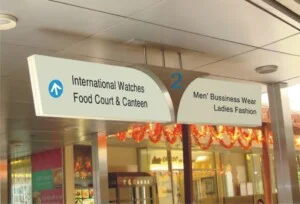 International Watches
Food Court & Canteen
2
Men' Bussiness Wear
Ladies Fashion